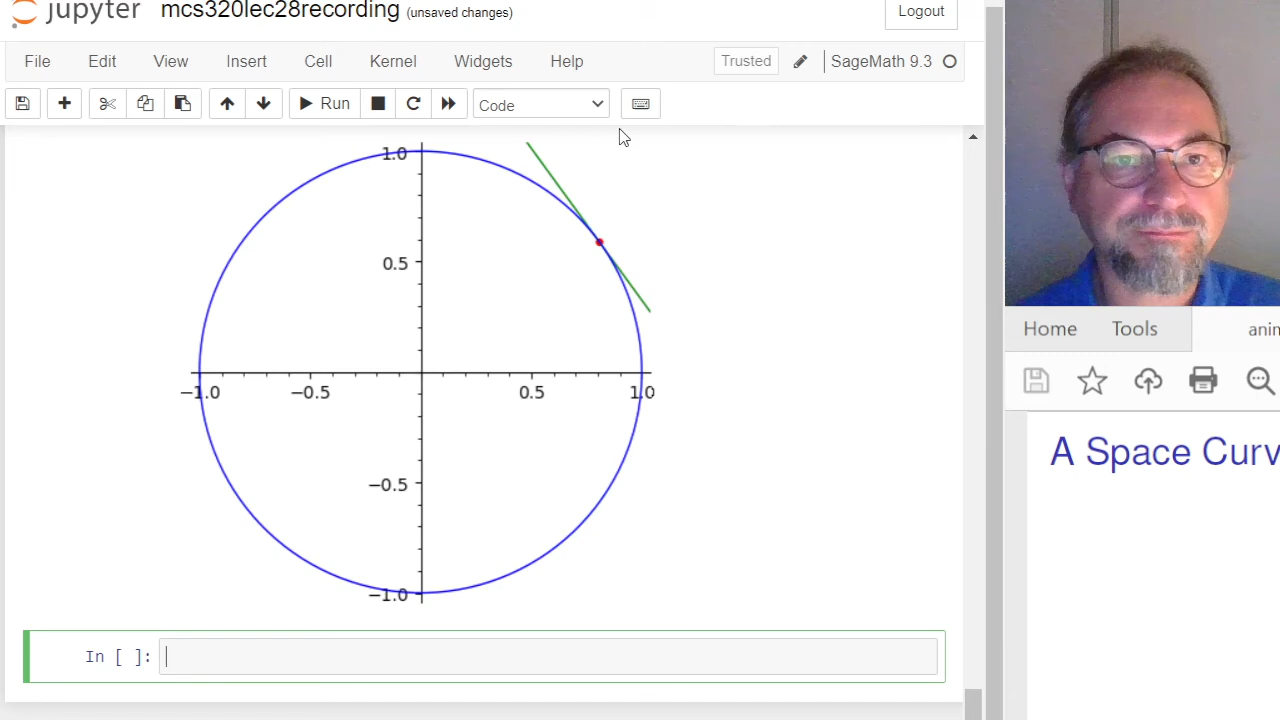 jupyter mcs320lec28recording (unsaved changes) Logout
File Edit View Insert Cell Kernel Widgets Help Trusted SageMath 9.3
Run Code
1.0
0.5
−1.0 −0.5 0.5 1.0
−0.5
−1.0
In [ ]:
Home Tools anin
A Space Curv